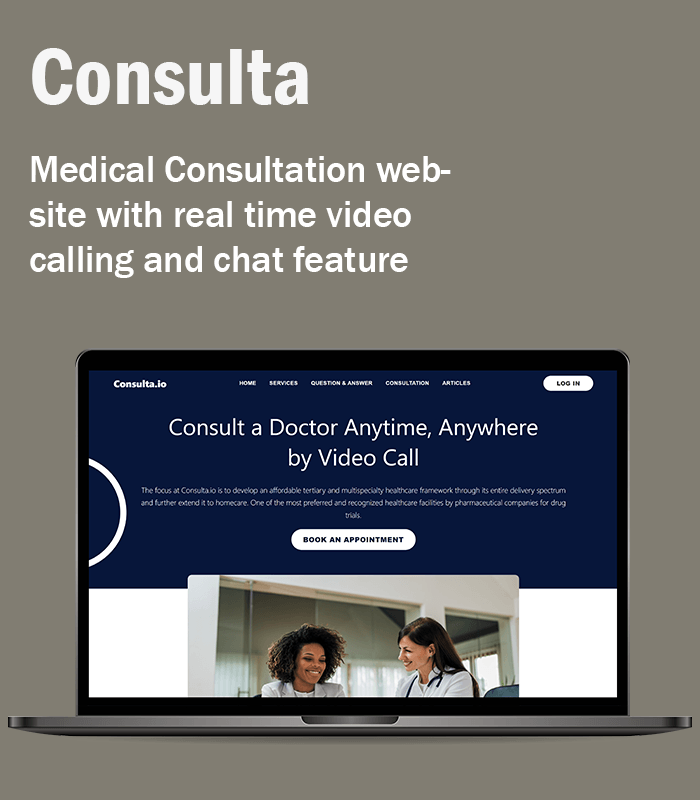 Consulta
Medical Consultation web-
site with real time video
calling and chat feature
Consulta.io
HOME SERVICES QUESTION & ANSWER CONSULTATION ARTICLES
LOG IN
Consult a Doctor Anytime, Anywhere
by Video Call
The focus at Consulta.io is to develop an affordable tertiary and multispecialty healthcare framework through its entire delivery spectrum
and further extend it to homecare. One of the most preferred and recognized healthcare facilities by pharmaceutical companies for drug
trials.
BOOK AN APPOINTMENT